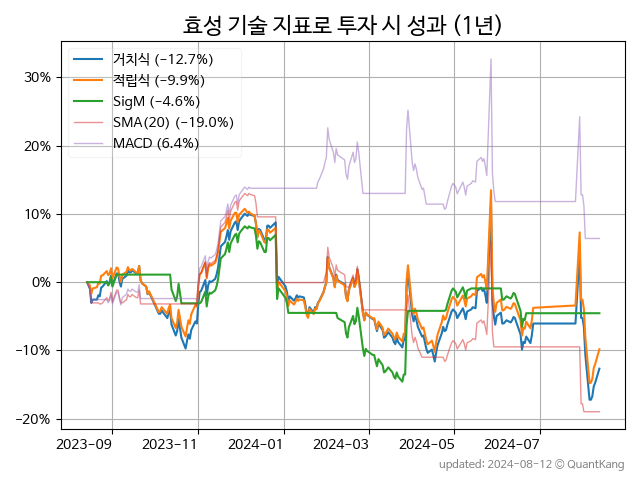 효성 기술 지표로 투자 시 성과 (1년)
거치식 (−12.7%)
적립식 (−9.9%)
SigM (−4.6%)
SMA(20) (−19.0%)
MACD (6.4%)
30%
20%
10%
0%
−10%
−20%
2023-09 2023-11 2024-01 2024-03 2024-05 2024-07
updated: 2024-08-12 ⓒ QuantKang